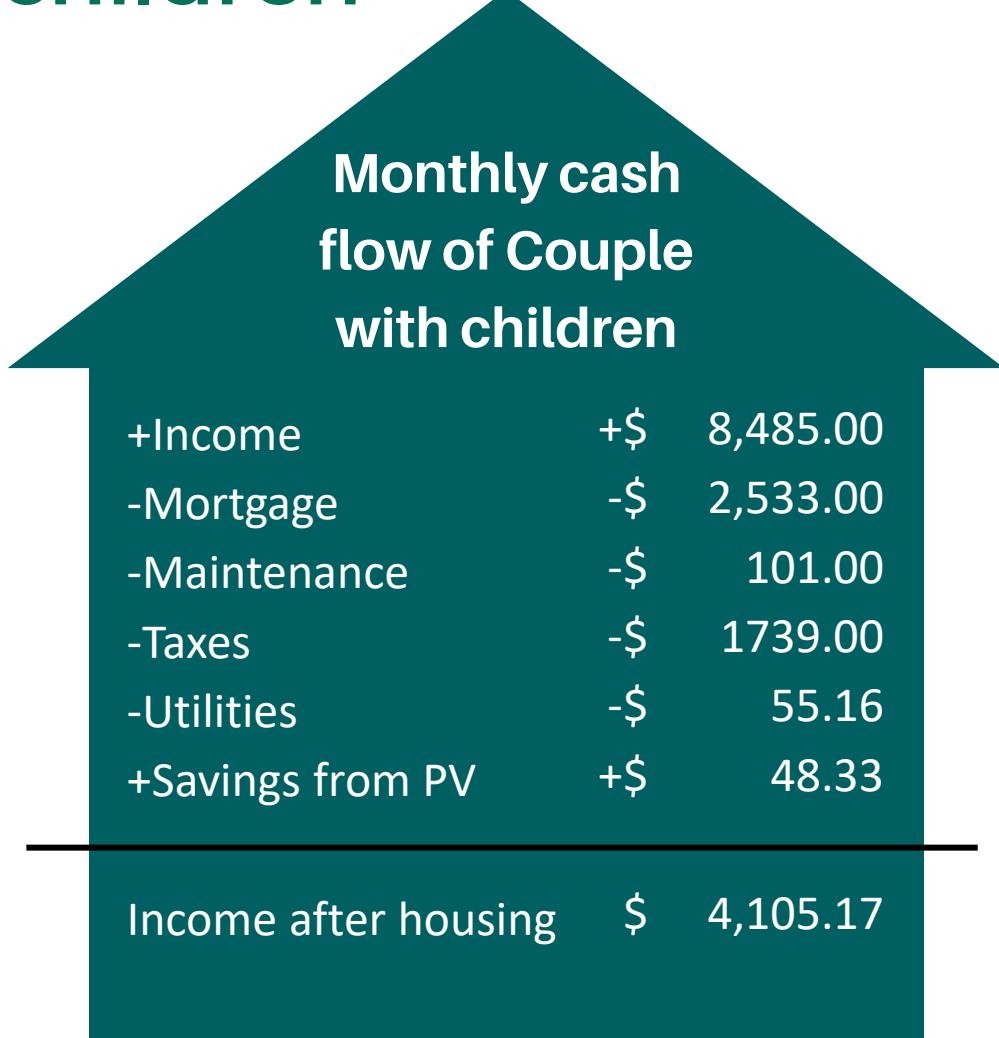 children
Monthly cash
flow of Couple
with children
+Income +$ 8,485.00
-Mortgage -$ 2,533.00
-Maintenance -$ 101.00
-Taxes -$ 1739.00
-Utilities -$ 55.16
+Savings from PV +$ 48.33
Income after housing $ 4,105.17